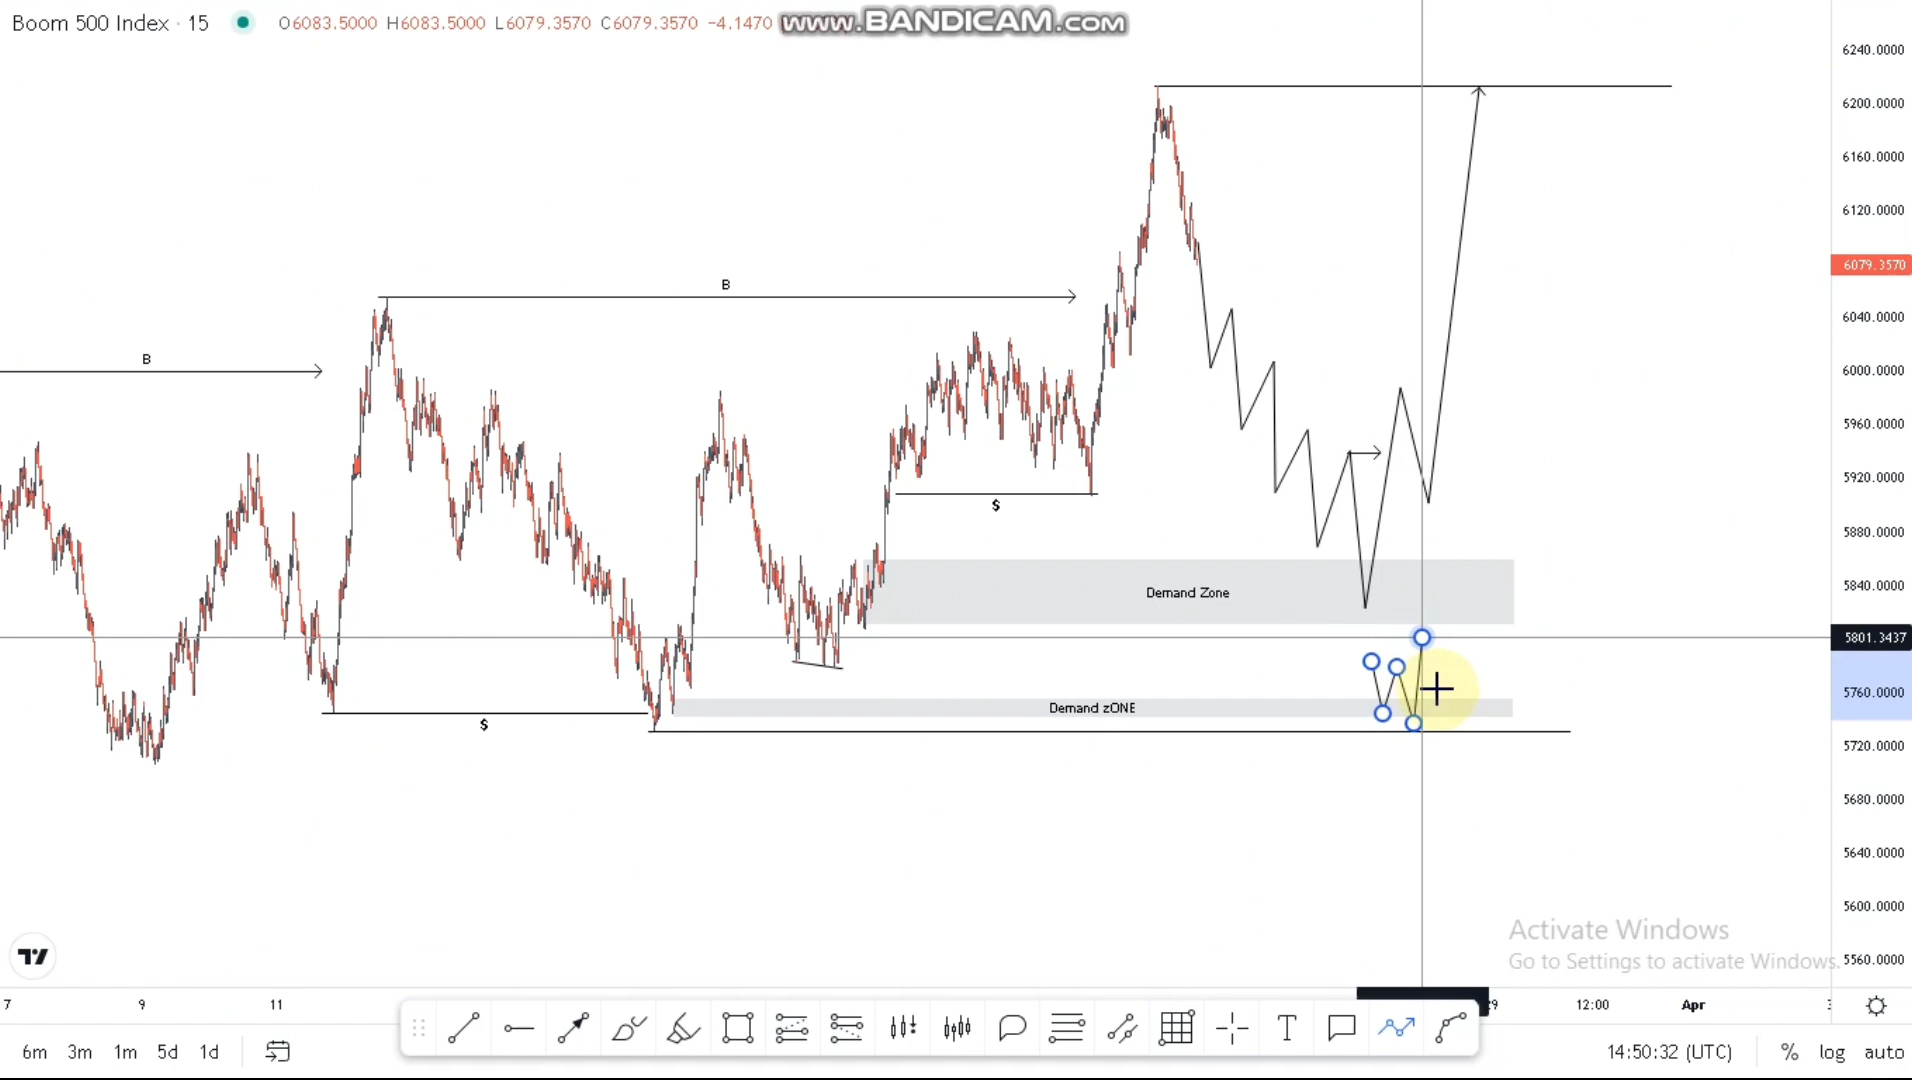 Boom 500 Index · 15 O6083.5000 H6083.5000 L6079.3570 C6079.3570 −4.1470
www.BANDICAM.com
6240.0000
6200.0000
6160.0000
6120.0000
6079.3570
6040.0000
6000.0000
5960.0000
5920.0000
5880.0000
5840.0000
5801.3437
5760.0000
5720.0000
5680.0000
5640.0000
5600.0000
5560.0000
B
B
$
Demand Zone
Demand zONE
$
Activate Windows
Go to Settings to activate Windows.
7 9 11 12:00 Apr
6m 3m 1m 5d 1d
T
14:50:32 (UTC) % log auto